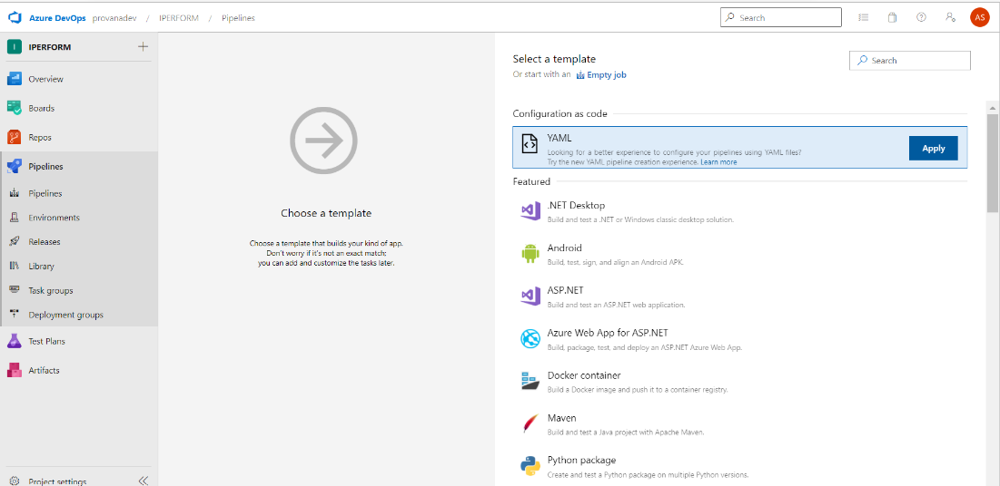 Azure DevOps provanadev / IPERFORM / Pipelines
Search
AS
I IPERFORM
Overview
Boards
Repos
Pipelines
Pipelines
Environments
Releases
Library
Task groups
Deployment groups
Test Plans
Artifacts
Project settings
Choose a template
Choose a template that builds your kind of app.
Don't worry if it's not an exact match;
you can add and customize the tasks later.
Select a template
Or start with an Empty job
Search
Configuration as code
YAML
Looking for a better experience to configure your pipelines using YAML files?
Try the new YAML pipeline creation experience. Learn more
Apply
Featured
.NET Desktop
Build and test a .NET or Windows classic desktop solution.
Android
Build, test, sign, and align an Android APK.
ASP.NET
Build and test an ASP.NET web application.
Azure Web App for ASP.NET
Build, package, test, and deploy an ASP.NET Azure Web App.
Docker container
Build a Docker image and push it to a container registry.
Maven
Build and test a Java project with Apache Maven.
Python package
Create and test a Python package on multiple Python versions.